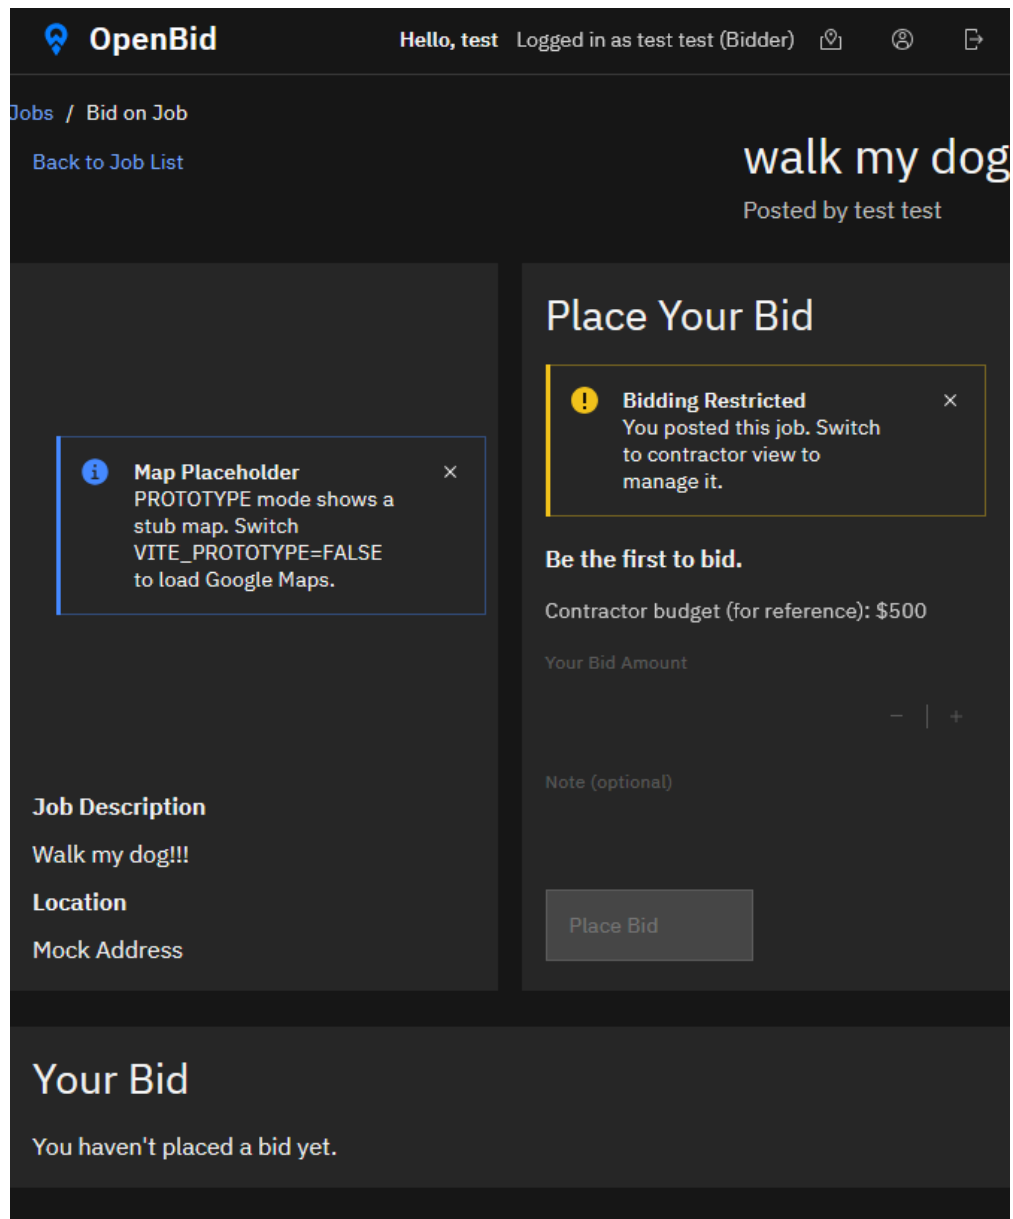 OpenBid
Hello, test Logged in as test test (Bidder)
Jobs / Bid on Job
Back to Job List
walk my dog
Posted by test test
Map Placeholder
PROTOTYPE mode shows a
stub map. Switch
VITE_PROTOTYPE=FALSE
to load Google Maps.
Job Description
Walk my dog!!!
Location
Mock Address
Place Your Bid
Bidding Restricted
You posted this job. Switch
to contractor view to
manage it.
Be the first to bid.
Contractor budget (for reference): $500
Your Bid Amount
Note (optional)
Place Bid
Your Bid
You haven't placed a bid yet.